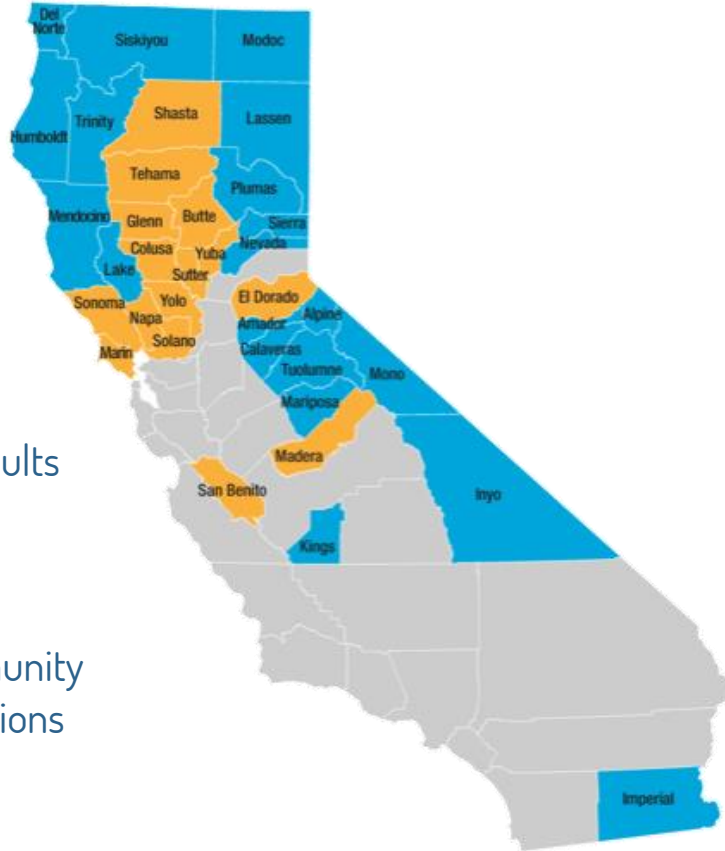 Del
Norte
Siskiyou
Modoc
Shasta
Lassen
Trinity
Humboldt
Tehama
Plumas
Mendocino
Glenn
Butte
Sierra
Nevada
Colusa
Yuba
Lake
Sutter
Sonoma
Yolo
El Dorado
Napa
Alpine
Amador
Solano
Marin
Calaveras
Tuolumne
Mono
Mariposa
ults
Madera
San Benito
Inyo
Kings
unity
ions
Imperial